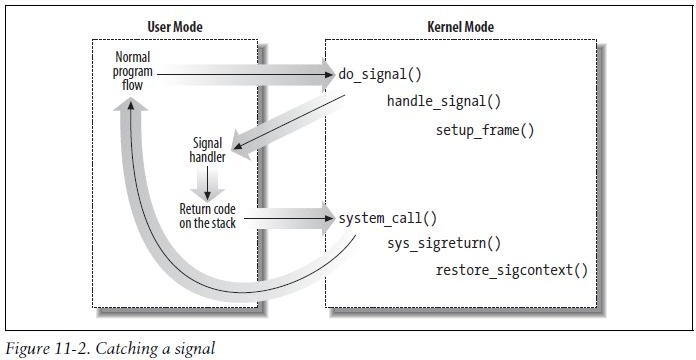 User Mode
Kernel Mode
Normal
program
flow
do_signal()
handle_signal()
setup_frame()
Signal
handler
Return code
on the stack
system_call()
sys_sigreturn()
restore_sigcontext()
Figure 11-2. Catching a signal